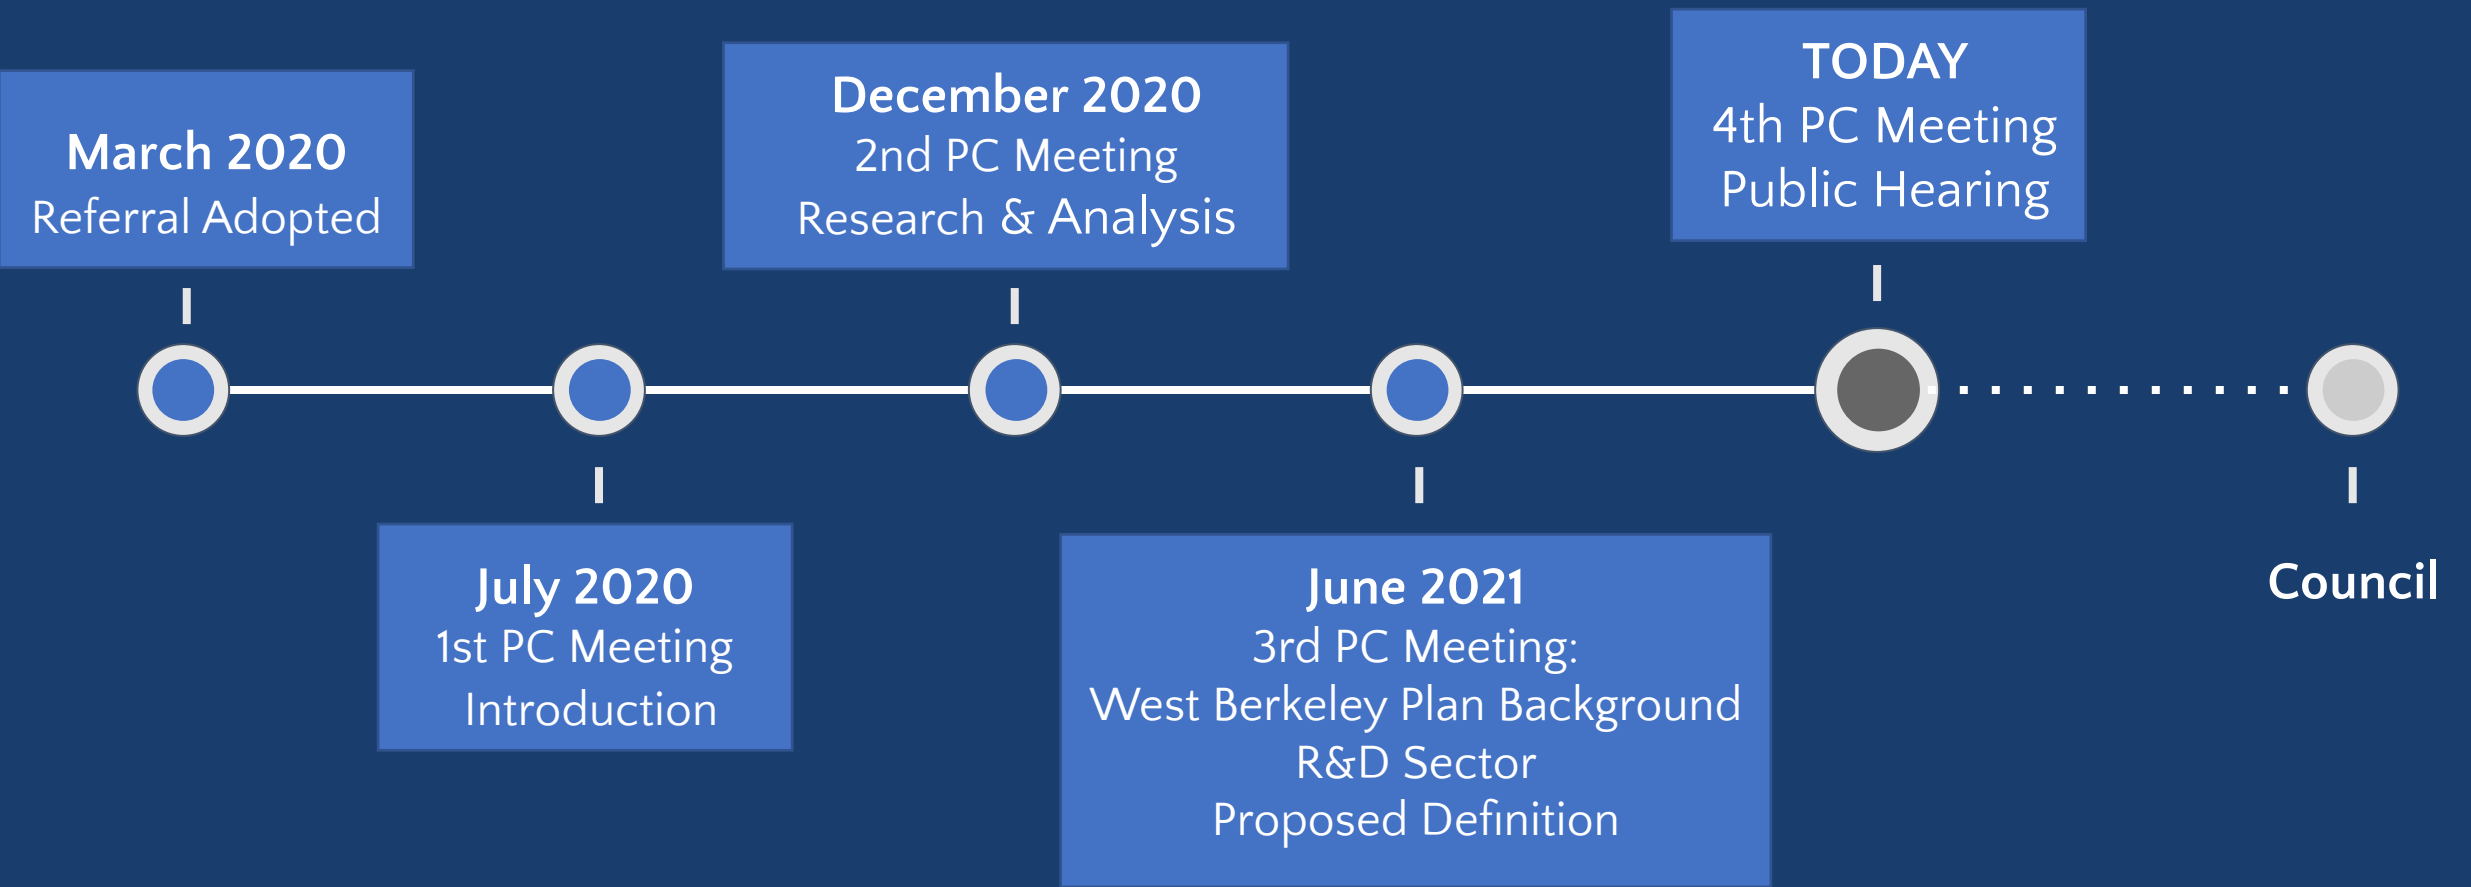 March 2020
Referral Adopted
July 2020
1st PC Meeting
Introduction
December 2020
2nd PC Meeting
Research & Analysis
June 2021
3rd PC Meeting:
West Berkeley Plan Background
R&D Sector
Proposed Definition
TODAY
4th PC Meeting
Public Hearing
Council